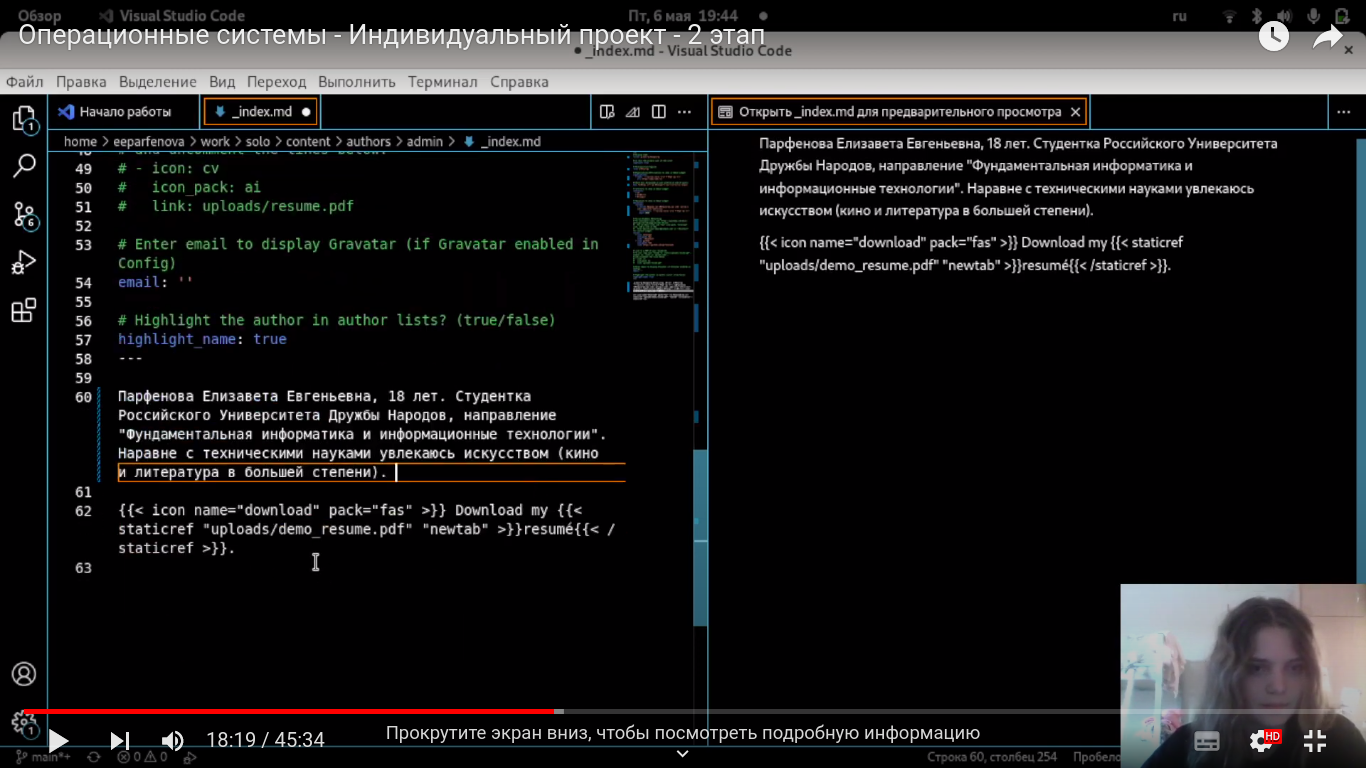 Обзор Visual Studio Code Пт, 6 мая 19:44 ru
Операционные системы - Индивидуальный проект - 2 этап
_index.md - Visual Studio Code
Файл Правка Выделение Вид Переход Выполнить Терминал Справка
Начало работы _index.md Открыть _index.md для предварительного просмотра
home > eeparfenova > work > solo > content > authors > admin > _index.md
49 # - icon: cv
50 #   icon_pack: ai
51 #   link: uploads/resume.pdf
52
53 # Enter email to display Gravatar (if Gravatar enabled in
Config)
54 email: ''
55
56 # Highlight the author in author lists? (true/false)
57 highlight_name: true
58 ---
59
60 Парфенова Елизавета Евгеньевна, 18 лет. Студентка
Российского Университета Дружбы Народов, направление
"Фундаментальная информатика и информационные технологии".
Наравне с техническими науками увлекаюсь искусством (кино
и литература в большей степени).
61
62 {{< icon name="download" pack="fas" >}} Download my {{<
staticref "uploads/demo_resume.pdf" "newtab" >}}resumé{{< /
staticref >}}.
63
Парфенова Елизавета Евгеньевна, 18 лет. Студентка Российского Университета
Дружбы Народов, направление "Фундаментальная информатика и
информационные технологии". Наравне с техническими науками увлекаюсь
искусством (кино и литература в большей степени).
{{< icon name="download" pack="fas" >}} Download my {{< staticref
"uploads/demo_resume.pdf" "newtab" >}}resumé{{< /staticref >}}.
1
6
1
18:19 / 45:34
Прокрутите экран вниз, чтобы посмотреть подробную информацию
HD
main*+ 0 0 Строка 60, столбец 254